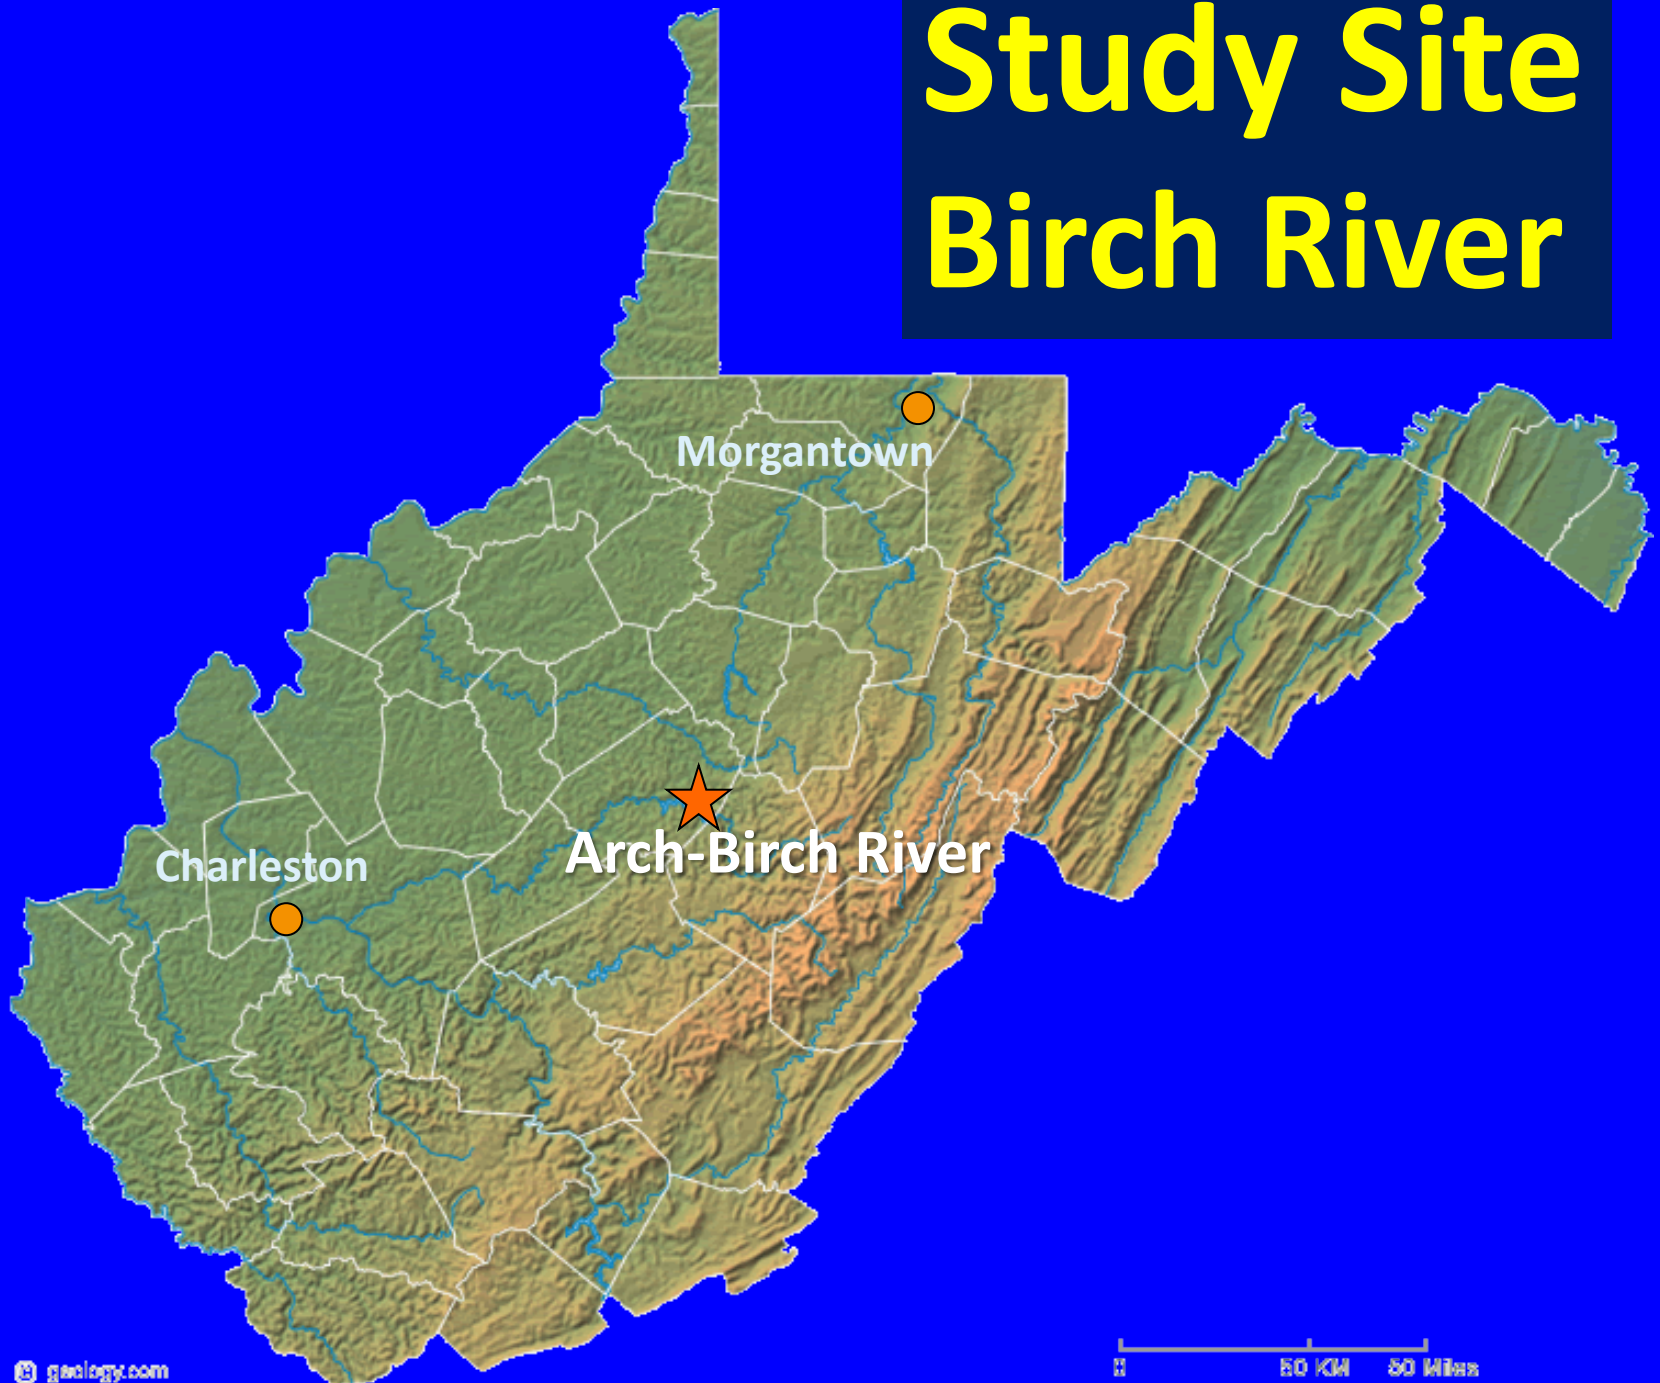 Study Site
Birch River
Morgantown
Arch-Birch River
Charleston
0 50 KM 50 Miles
© geology.com